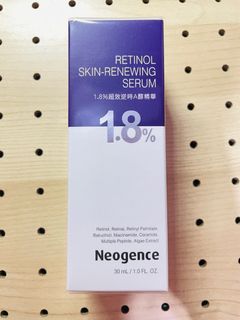 RETINOL
SKIN-RENEWING
SERUM
1.8%超效逆時A醇精華
1.8%
Retinol, Retinal, Retinyl Palmitate,
Bakuchiol, Niacinamide, Ceramide,
Multiple Peptide, Algae Extract
Neogence
30 mL / 1.0 FL. OZ.